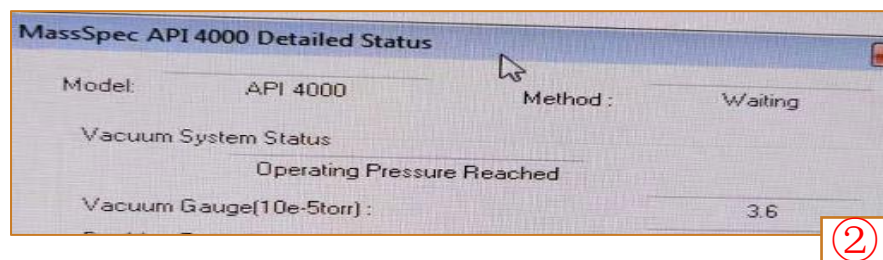 MassSpec API 4000 Detailed Status
Model: API 4000 Method : Waiting
Vacuum System Status
Operating Pressure Reached
Vacuum Gauge(10e-5torr) : 3.6
②